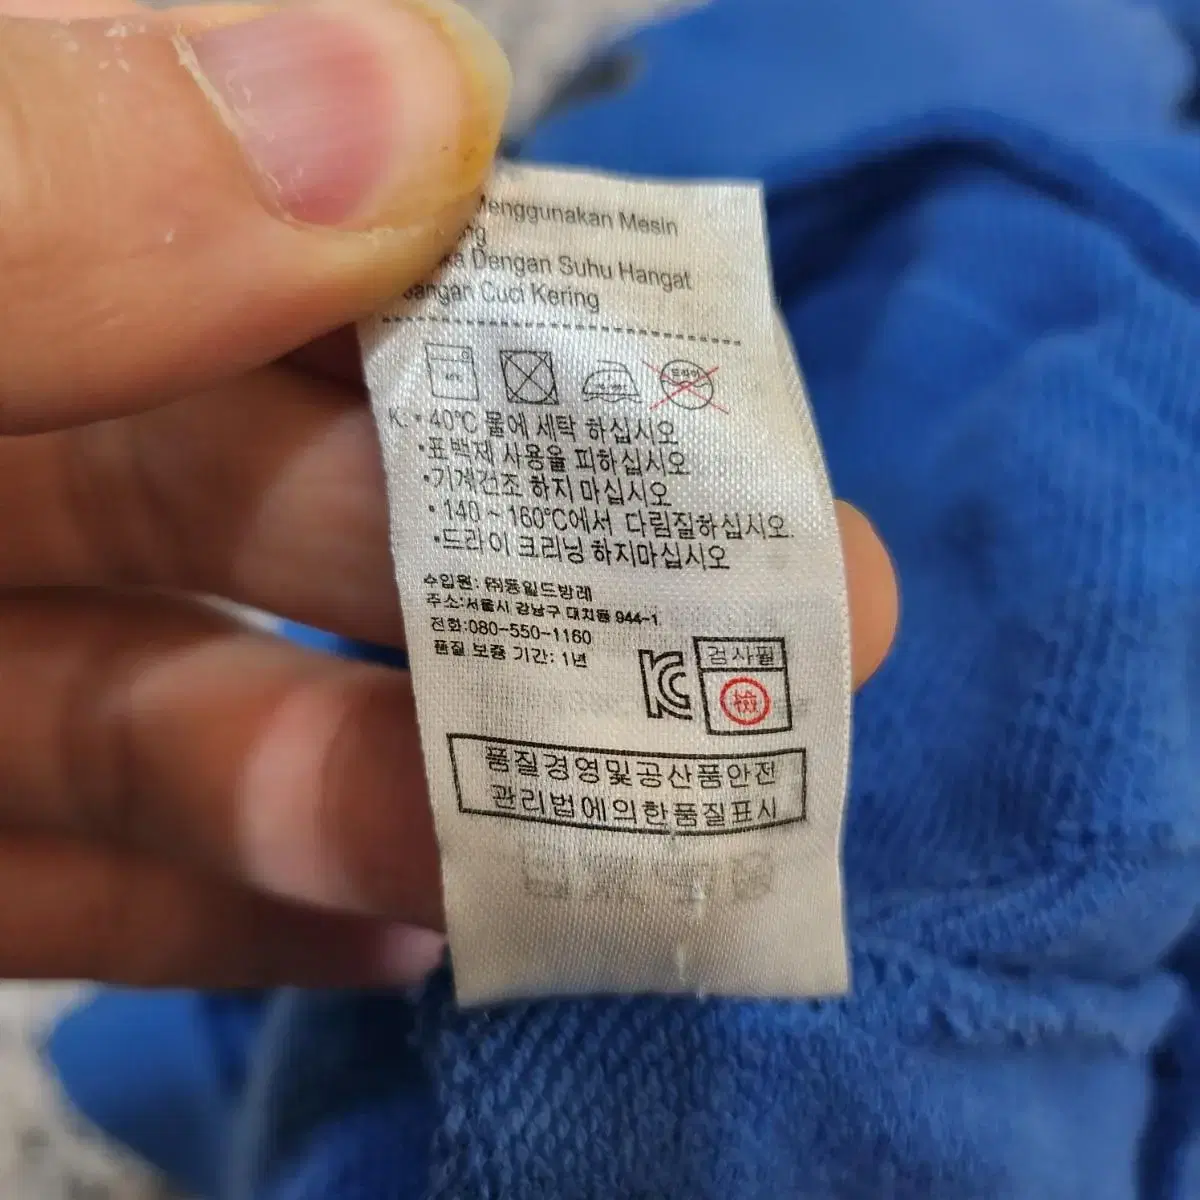 Menggunakan Mesin
Dengan Suhu Hangat
Jangan Cuci Kering
드라이
K: • 40℃ 물에 세탁 하십시오
•표백제 사용을 피하십시오
•기계건조 하지 마십시오
• 140 ~ 160℃에서 다림질하십시오.
•드라이 크리닝 하지마십시오
수입원: ㈜동일드방레
주소:서울시 강남구 대치동 944-1
전화:080-550-1160
품질 보증 기간: 1년
검사필
檢
품질경영및공산품안전
관리법에의한품질표시